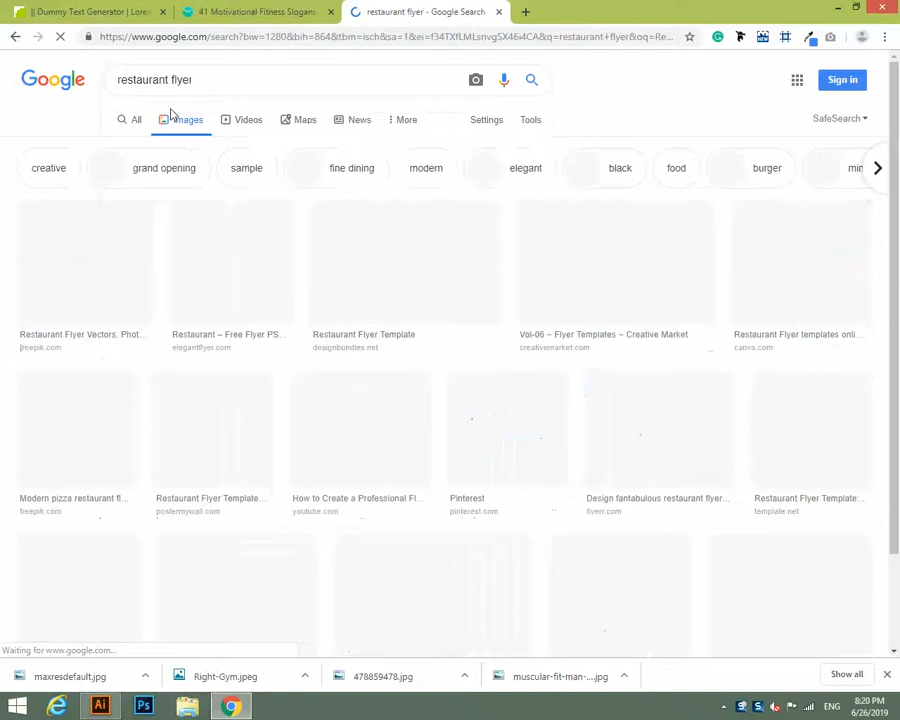 || Dummy Text Generator | Lorem
41 Motivational Fitness Slogans
restaurant flyer - Google Search
https://www.google.com/search?biw=1280&bih=864&tbm=isch&sa=1&ei=f34TXfLMLsrivgSX46i4CA&q=restaurant+flyer&oq=Re...
Google
restaurant flyer
Sign in
All
Images
Videos
Maps
News
More
Settings
Tools
SafeSearch
creative
grand opening
sample
fine dining
modern
elegant
black
food
burger
min
Restaurant Flyer Vectors, Phot...
Restaurant – Free Flyer PS...
Restaurant Flyer Template
Vol-06 ~ Flyer Templates ~ Creative Market
Restaurant Flyer templates onli...
freepik.com
elegantflyer.com
designbundles.net
creativemarket.com
canva.com
Modern pizza restaurant fl...
Restaurant Flyer Template...
How to Create a Professional Fl...
Pinterest
Design fantabulous restaurant flyer...
Restaurant Flyer Template:...
freepik.com
postermywall.com
youtube.com
pinterest.com
fiverr.com
template.net
Waiting for www.google.com...
maxresdefault.jpg
Right-Gym.jpeg
478859478.jpg
muscular-fit-man-....jpg
Show all
Ai
Ps
ENG
8:20 PM
6/26/2019